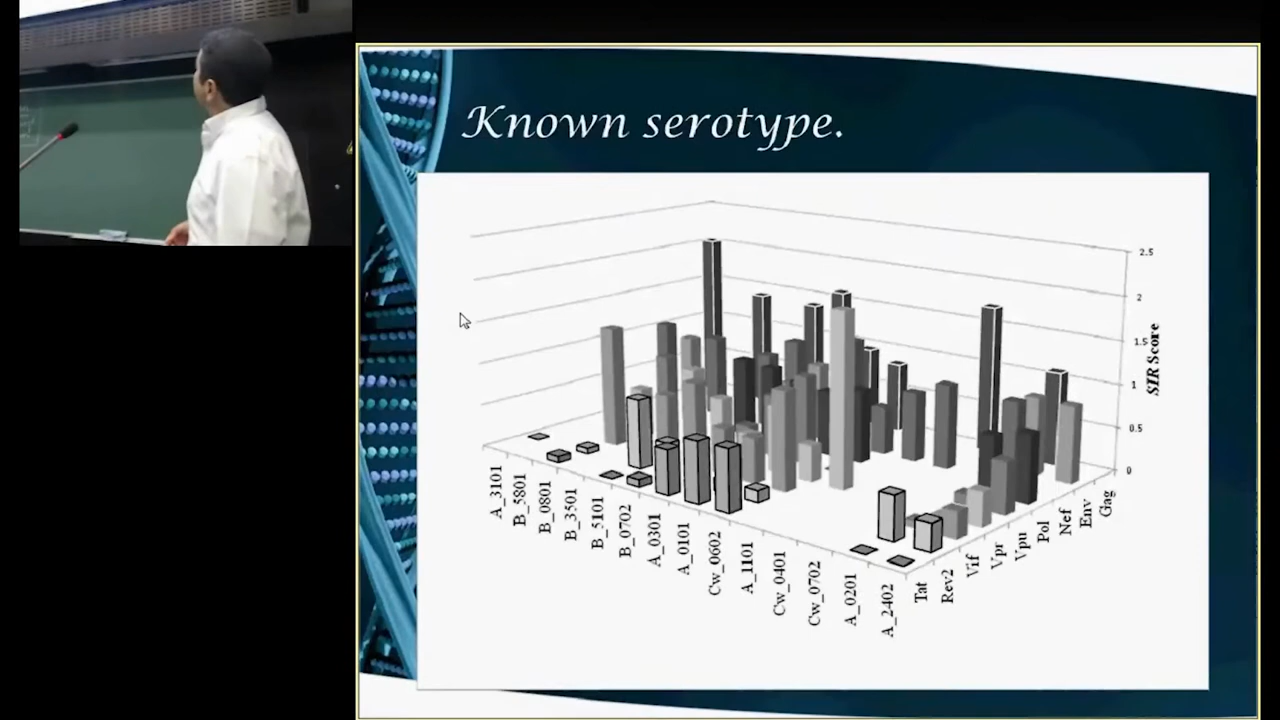 Known serotype.
2.5
2
1.5
1
0.5
0
SIR Score
A_3101
B_5801
B_0801
B_3501
B_5101
B_0702
A_0301
A_0101
Cw_0602
A_1101
Cw_0401
Cw_0702
A_0201
A_2402
Tat
Rev2
Vif
Vpr
Vpu
Pol
Nef
Env
Gag